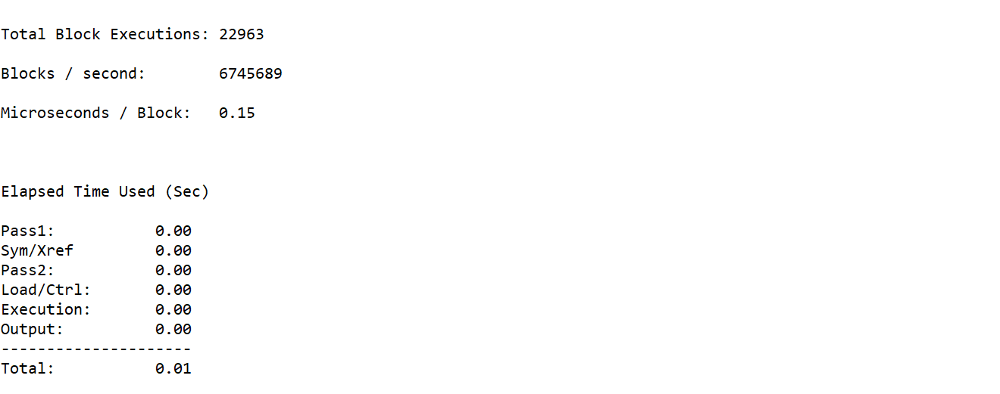 Total Block Executions: 22963
Blocks / second:        6745689
Microseconds / Block:   0.15
Elapsed Time Used (Sec)
Pass1:           0.00
Sym/Xref         0.00
Pass2:           0.00
Load/Ctrl:       0.00
Execution:       0.00
Output:          0.00
---------------------
Total:           0.01